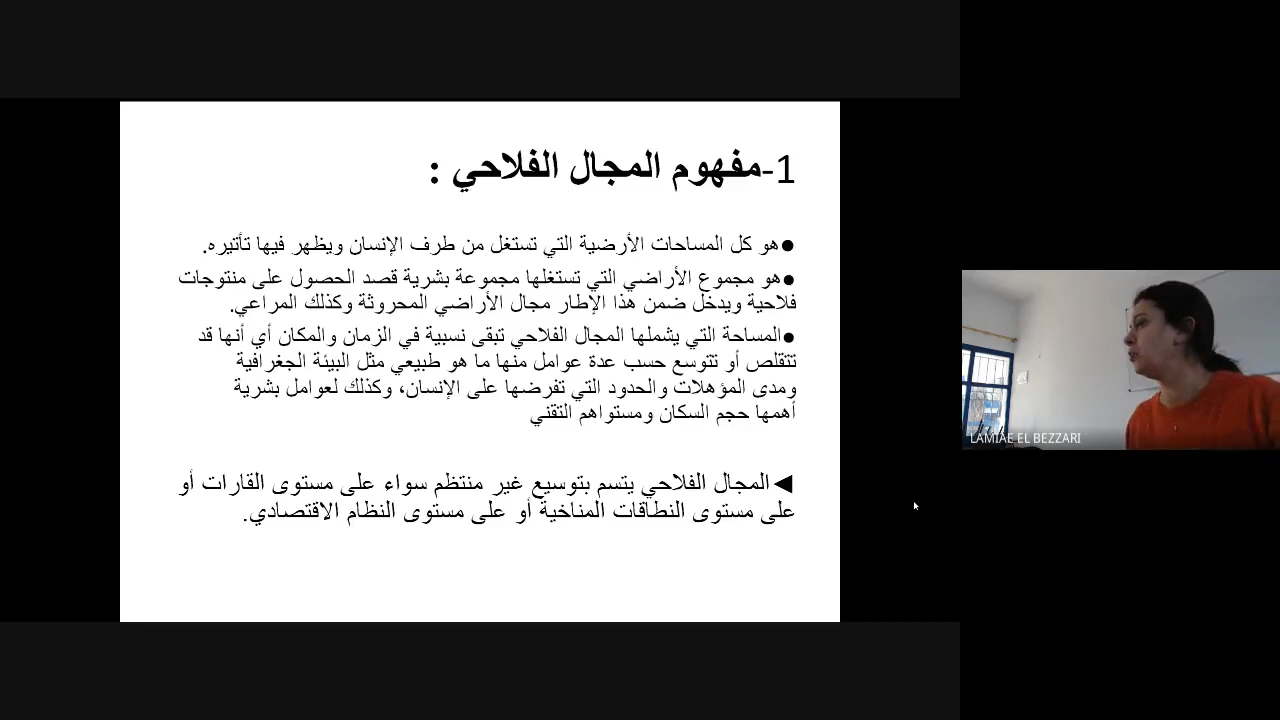 1-مفهوم المجال الفلاحي :
●هو كل المساحات الأرضية التي تستغل من طرف الإنسان ويظهر فيها تأتيره.
●هو مجموع الأراضي التي تستغلها مجموعة بشرية قصد الحصول على منتوجات
فلاحية ويدخل ضمن هذا الإطار مجال الأراضي المحروثة وكذلك المراعي.
●المساحة التي يشملها المجال الفلاحي تبقى نسبية في الزمان والمكان أي أنها قد
تتقلص أو تتوسع حسب عدة عوامل منها ما هو طبيعي مثل البيئة الجغرافية
ومدى المؤهلات والحدود التي تفرضها على الإنسان، وكذلك لعوامل بشرية
أهمها حجم السكان ومستواهم التقني
◄المجال الفلاحي يتسم بتوسيع غير منتظم سواء على مستوى القارات أو
على مستوى النطاقات المناخية أو على مستوى النظام الاقتصادي.
LAMIAE EL BEZZARI